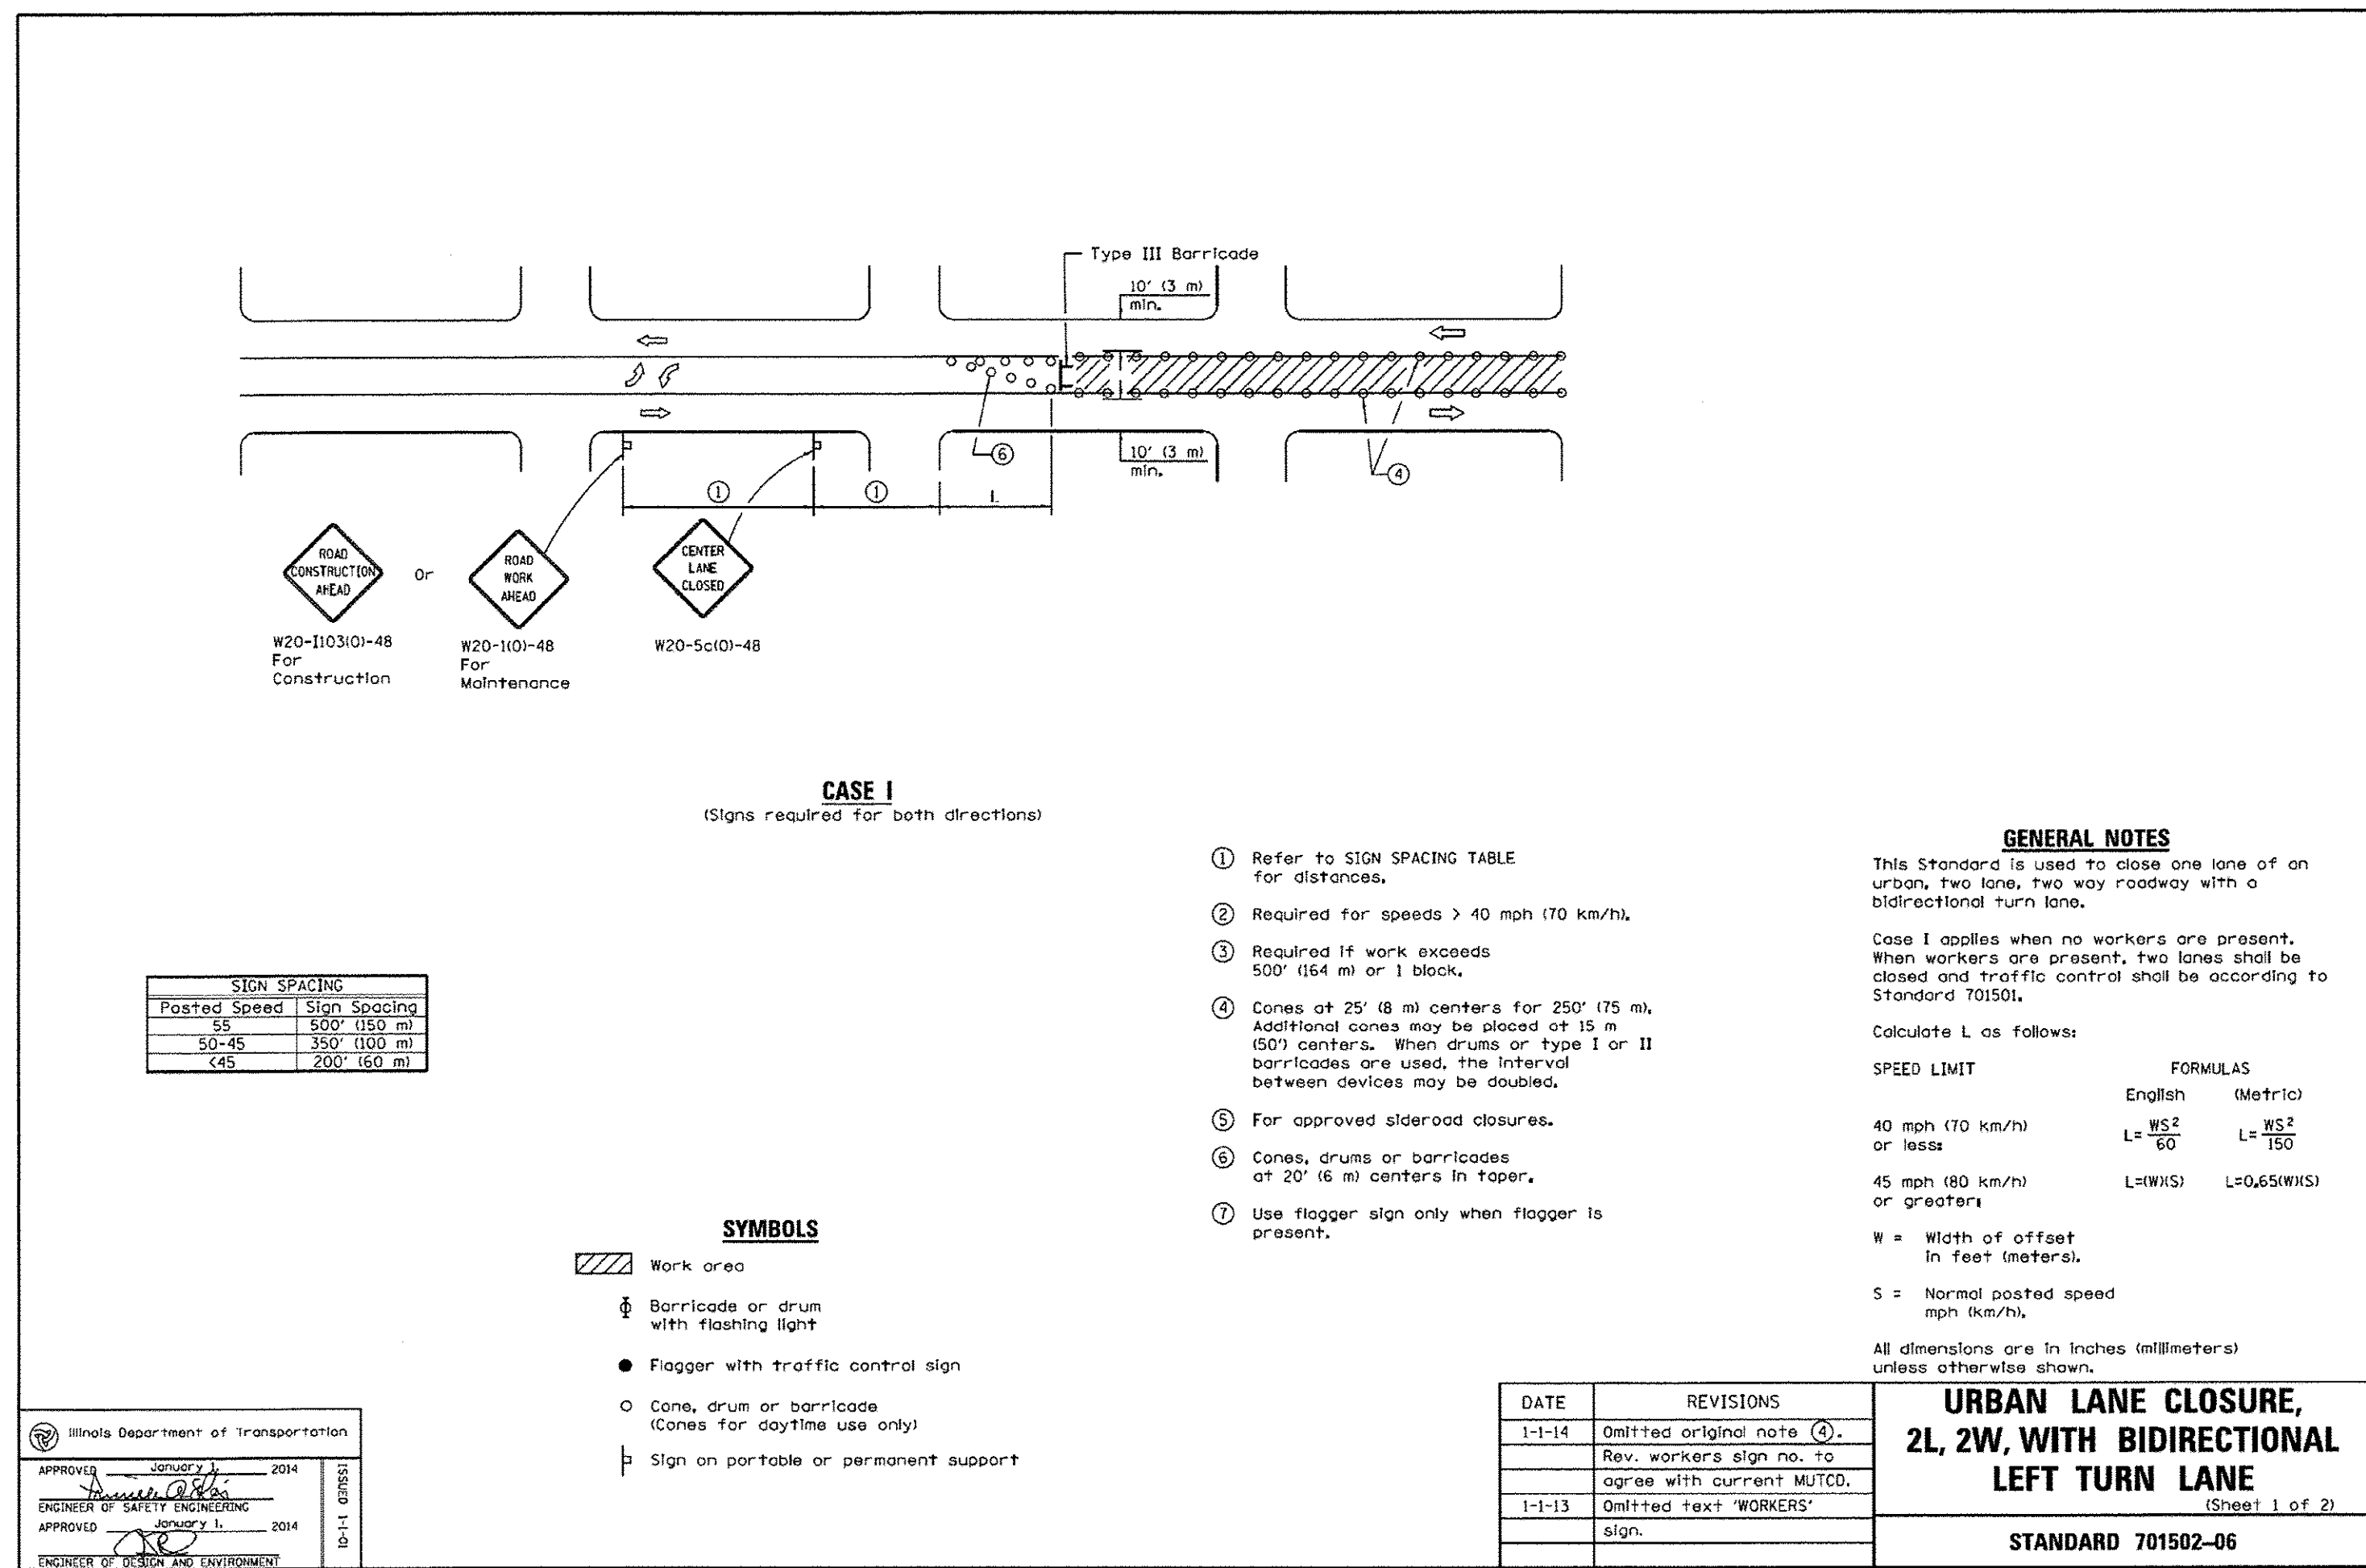 Type III Barricade
10' (3 m)
min.
⑥
10' (3 m)
min.
④
①
①
L
ROAD
CONSTRUCTION
AHEAD
or
ROAD
WORK
AHEAD
CENTER
LANE
CLOSED
W20-I103(O)-48
For
Construction
W20-1(O)-48
For
Maintenance
W20-5c(O)-48
CASE I
(Signs required for both directions)
SIGN SPACING
Posted Speed Sign Spacing
55 500' (150 m)
50-45 350' (100 m)
<45 200' (60 m)
① Refer to SIGN SPACING TABLE
for distances.
② Required for speeds > 40 mph (70 km/h).
③ Required if work exceeds
500' (164 m) or 1 block.
④ Cones at 25' (8 m) centers for 250' (75 m).
Additional cones may be placed at 15 m
(50') centers. When drums or type I or II
barricades are used, the interval
between devices may be doubled.
⑤ For approved sideroad closures.
⑥ Cones, drums or barricades
at 20' (6 m) centers in taper.
⑦ Use flagger sign only when flagger is
present.
SYMBOLS
Work area
Barricade or drum
with flashing light
Flagger with traffic control sign
Cone, drum or barricade
(Cones for daytime use only)
Sign on portable or permanent support
GENERAL NOTES
This Standard is used to close one lane of an
urban, two lane, two way roadway with a
bidirectional turn lane.
Case I applies when no workers are present.
When workers are present, two lanes shall be
closed and traffic control shall be according to
Standard 701501.
Calculate L as follows:
SPEED LIMIT FORMULAS
English (Metric)
40 mph (70 km/h)
or less: L= WS²/60 L= WS²/150
45 mph (80 km/h)
or greater: L=(W)(S) L=0.65(W)(S)
W = Width of offset
in feet (meters).
S = Normal posted speed
mph (km/h).
All dimensions are in inches (millimeters)
unless otherwise shown.
Illinois Department of Transportation
APPROVED January 1, 2014
ENGINEER OF SAFETY ENGINEERING
APPROVED January 1, 2014
ENGINEER OF DESIGN AND ENVIRONMENT
ISSUED 1-1-01
DATE REVISIONS
1-1-14 Omitted original note ④.
Rev. workers sign no. to
agree with current MUTCD.
1-1-13 Omitted text 'WORKERS'
sign.
URBAN LANE CLOSURE,
2L, 2W, WITH BIDIRECTIONAL
LEFT TURN LANE
(Sheet 1 of 2)
STANDARD 701502–06